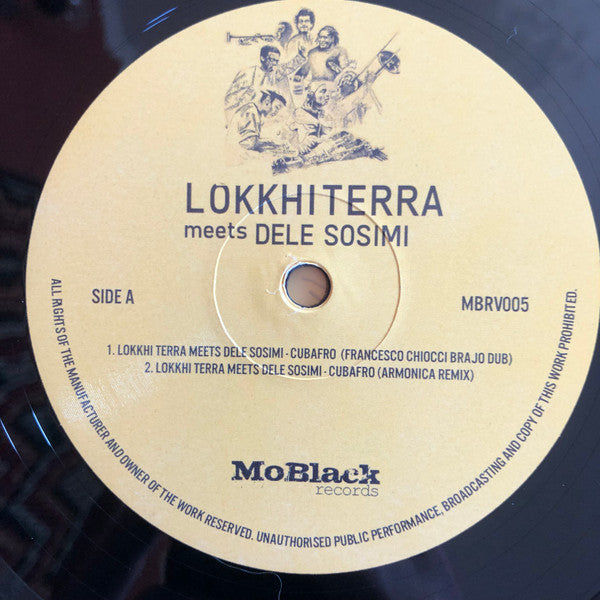 LOKKHITERRA
meets DELE SOSIMI
SIDE A
MBRV005
1. LOKKHI TERRA MEETS DELE SOSIMI - CUBAFRO (FRANCESCO CHIOCCI BRAJO DUB)
2. LOKKHI TERRA MEETS DELE SOSIMI - CUBAFRO (ARMONICA REMIX)
MoBlack
records
ALL RIGHTS OF THE MANUFACTURER AND OWNER OF THE WORK RESERVED. UNAUTHORISED PUBLIC PERFORMANCE, BROADCASTING AND COPY OF THIS WORK PROHIBITED.